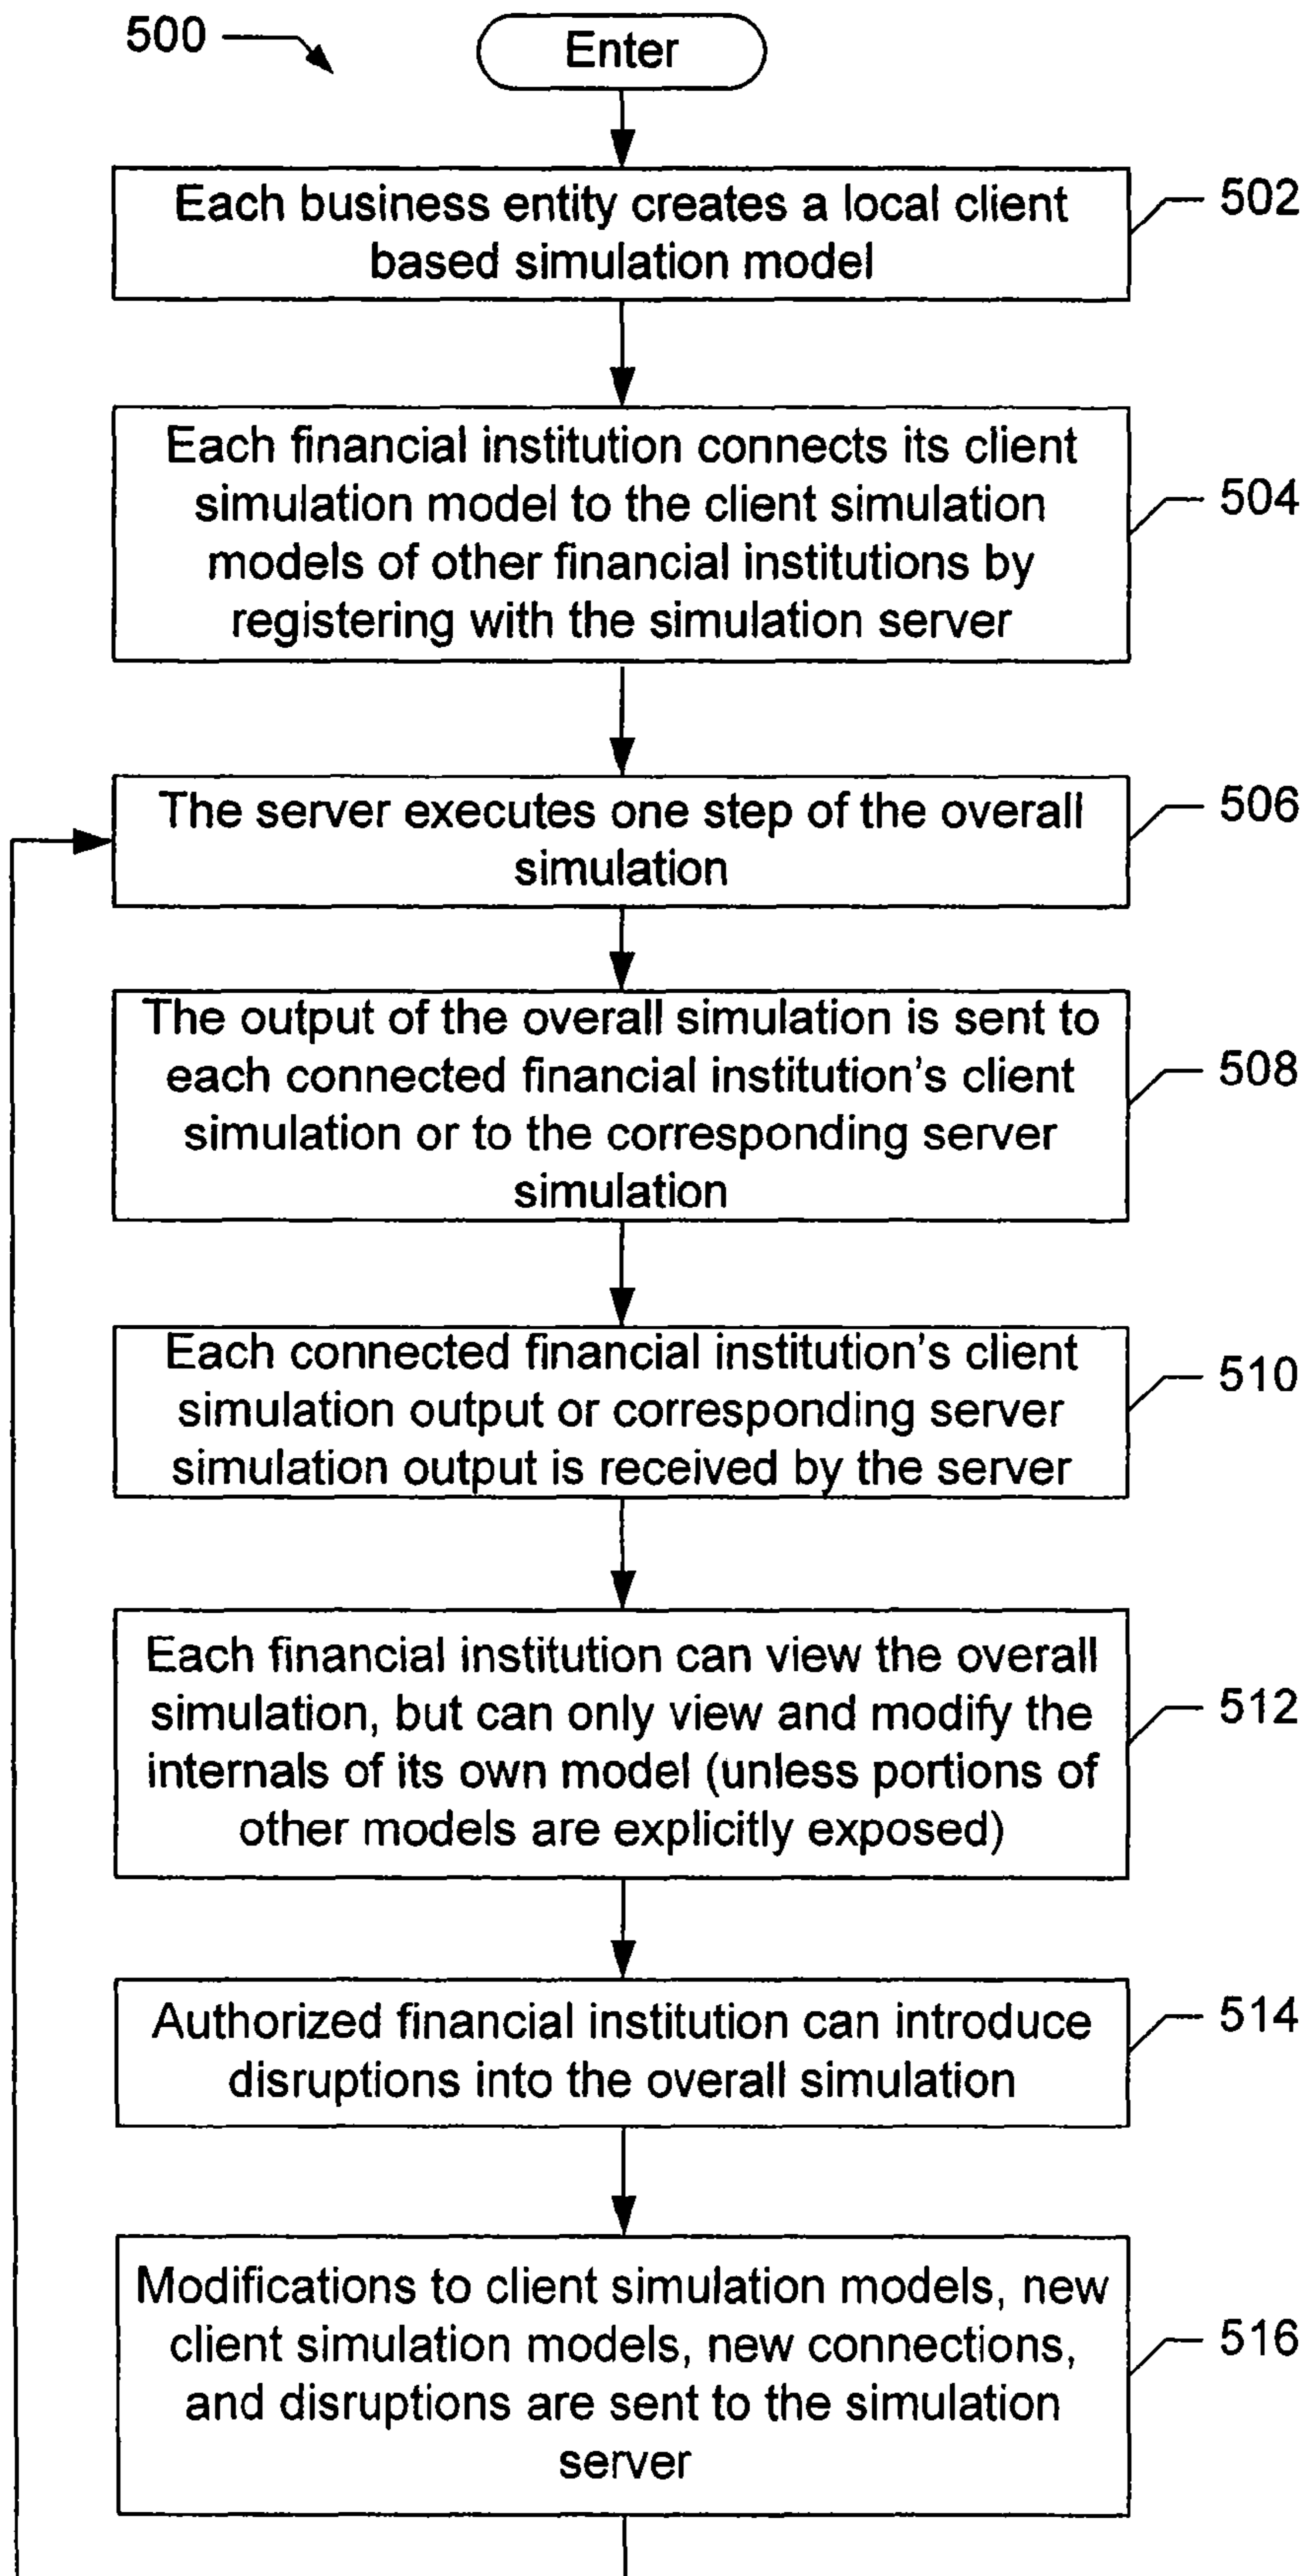 500
Enter
Each business entity creates a local client
based simulation model
502
Each financial institution connects its client
simulation model to the client simulation
models of other financial institutions by
registering with the simulation server
504
The server executes one step of the overall
simulation
506
The output of the overall simulation is sent to
each connected financial institution's client
simulation or to the corresponding server
simulation
508
Each connected financial institution's client
simulation output or corresponding server
simulation output is received by the server
510
Each financial institution can view the overall
simulation, but can only view and modify the
internals of its own model (unless portions of
other models are explicitly exposed)
512
Authorized financial institution can introduce
disruptions into the overall simulation
514
Modifications to client simulation models, new
client simulation models, new connections,
and disruptions are sent to the simulation
server
516